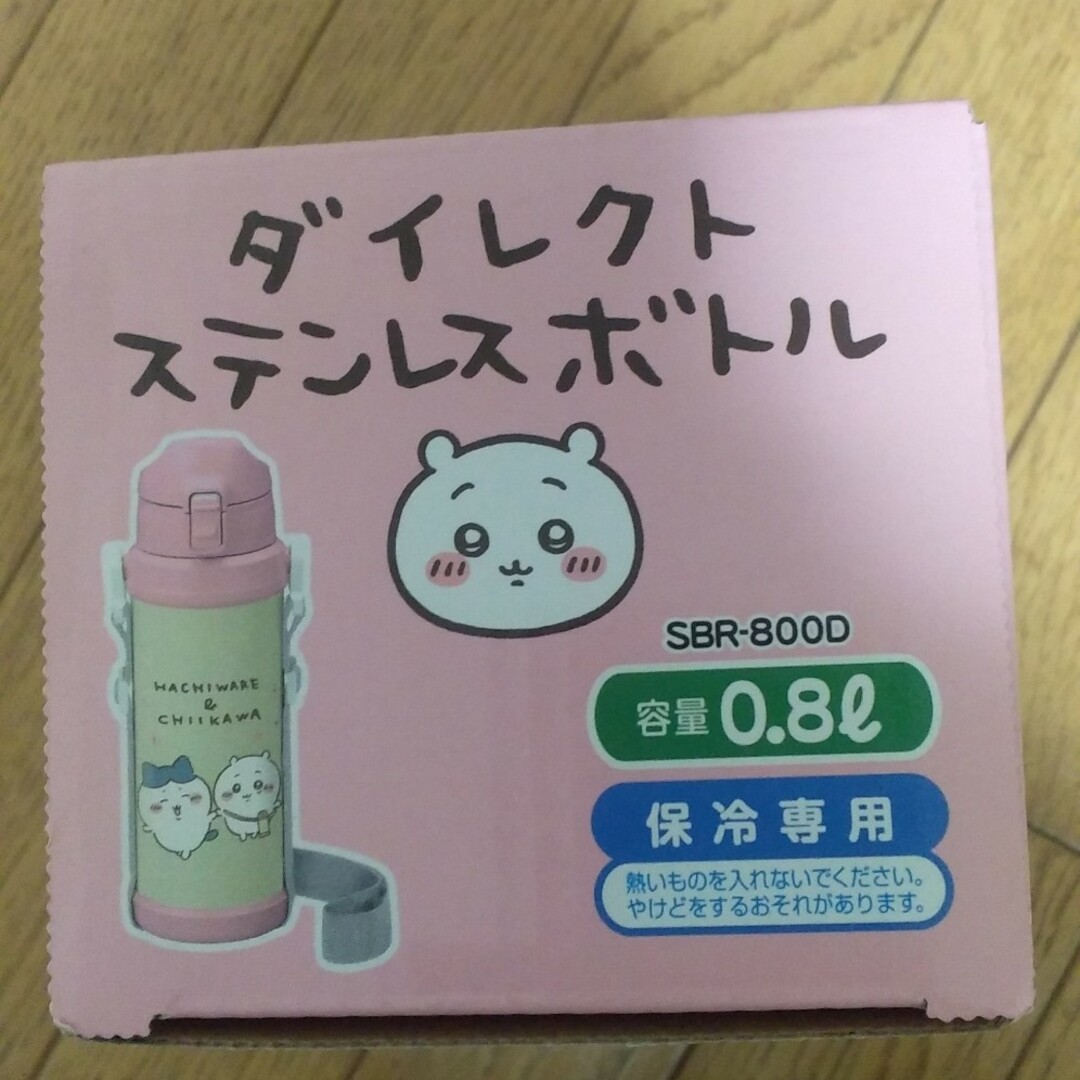 ダイレクト
ステンレスボトル
HACHIWARE
&
CHIIKAWA
SBR-800D
容量 0.8ℓ
保冷専用
熱いものを入れないでください。
やけどをするおそれがあります。